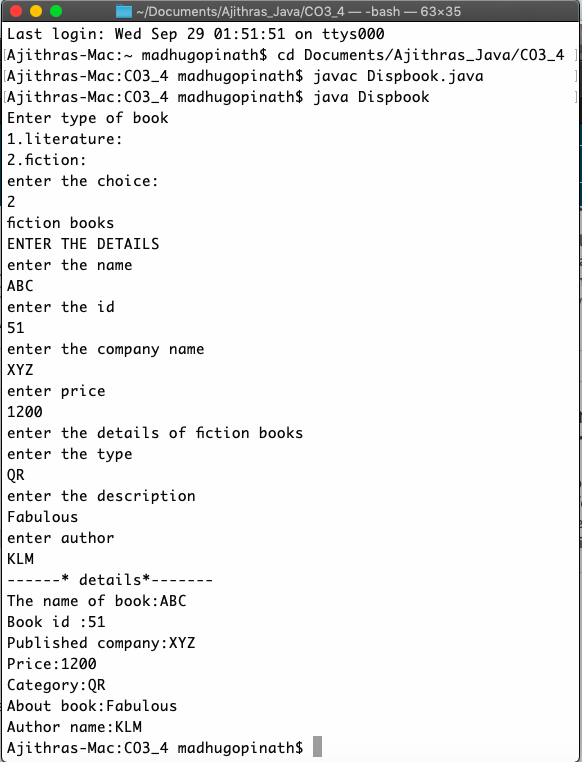 ~/Documents/Ajithras_Java/CO3_4 — -bash — 63×35
Last login: Wed Sep 29 01:51:51 on ttys000
[Ajithras-Mac:~ madhugopinath$ cd Documents/Ajithras_Java/CO3_4 ]
[Ajithras-Mac:CO3_4 madhugopinath$ javac Dispbook.java ]
[Ajithras-Mac:CO3_4 madhugopinath$ java Dispbook ]
Enter type of book
1.literature:
2.fiction:
enter the choice:
2
fiction books
ENTER THE DETAILS
enter the name
ABC
enter the id
51
enter the company name
XYZ
enter price
1200
enter the details of fiction books
enter the type
QR
enter the description
Fabulous
enter author
KLM
------* details*-------
The name of book:ABC
Book id :51
Published company:XYZ
Price:1200
Category:QR
About book:Fabulous
Author name:KLM
Ajithras-Mac:CO3_4 madhugopinath$